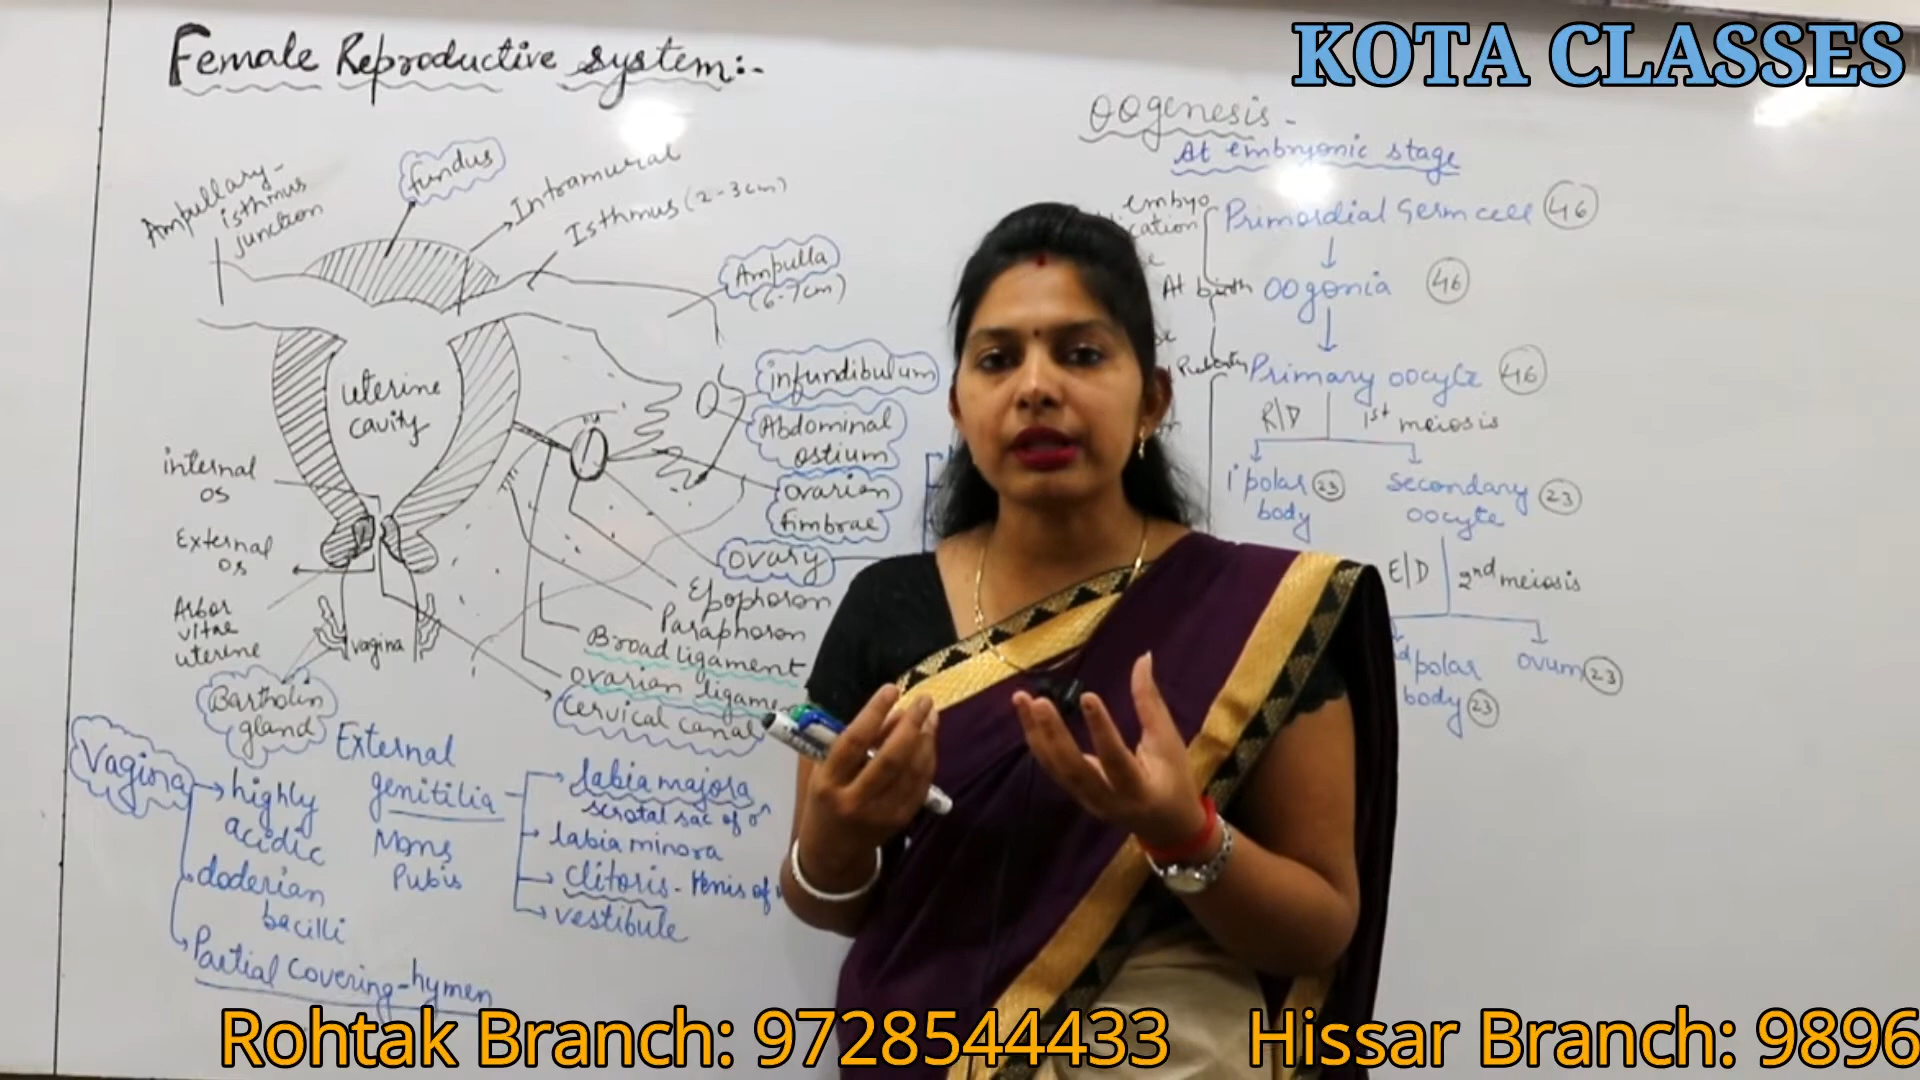 Female Reproductive system:-
KOTA CLASSES
Ampullary-
isthmus
junction
fundus
Intramural
Isthmus (2-3cm)
Ampulla
(6-7cm)
infundibulum
Abdominal
ostium
ovarian
fimbrae
ovary
Epophoron
Paraphoron
Broad ligament
ovarian ligamen
Cervical canal
uterine
cavity
internal
os
External
os
Arbor
vitae
uterine
vagina
Bartholin
gland
Vagina
highly
acidic
doderian
bacilli
Partial covering-hymen
External
genitilia
Mons
Pubis
labia majora
scrotal sac of ♂
labia minora
clitoris - Penis of
vestibule
oogenesis -
At embryonic stage
embyo
cation
Primordial Germ cell 46
At birth
oogonia 46
Puberty
Primary oocyte 46
R/D 1st meiosis
1 polar 23
body
Secondary 23
oocyte
E/D 2nd meiosis
polar
body 23
ovum 23
Rohtak Branch: 9728544433 Hissar Branch: 9896